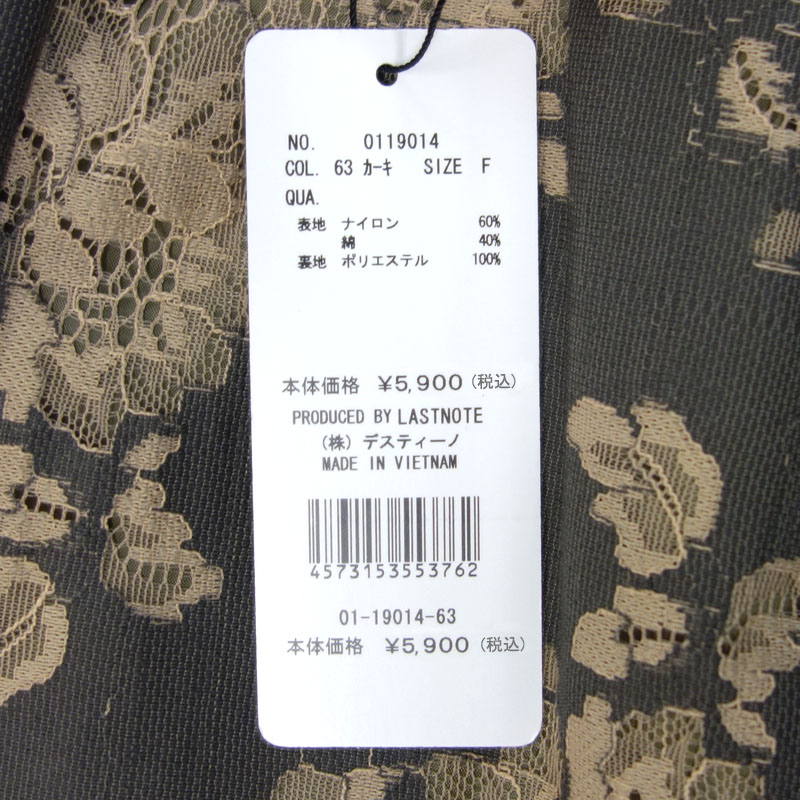 NO. 0119014
COL. 63 ｶｰｷ SIZE F
QUA.
表地 ナイロン 60%
綿 40%
裏地 ポリエステル 100%
本体価格 ¥5,900 (税込)
PRODUCED BY LASTNOTE
(株) デスティーノ
MADE IN VIETNAM
4573153553762
01-19014-63
本体価格 ¥5,900 (税込)